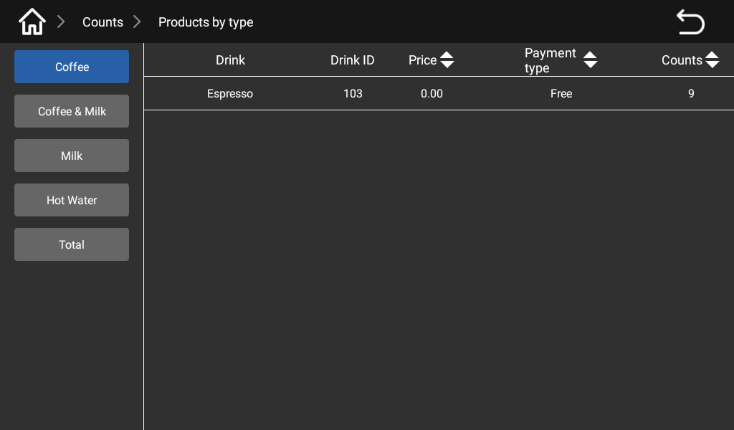 Counts
Products by type
Coffee
Coffee & Milk
Milk
Hot Water
Total
Drink Drink ID Price Payment type Counts
Espresso 103 0.00 Free 9